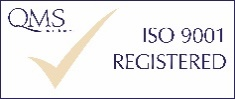 QMS
ISO 9001
REGISTERED